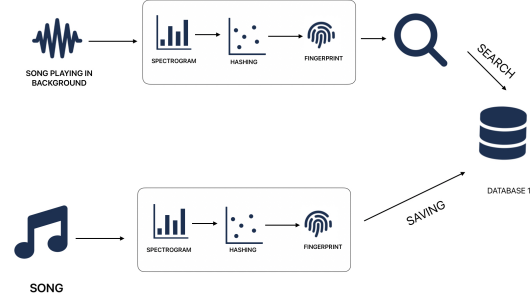 SONG PLAYING IN
BACKGROUND
SPECTROGRAM
HASHING
FINGERPRINT
SEARCH
DATABASE 1
SPECTROGRAM
HASHING
FINGERPRINT
SAVING
SONG